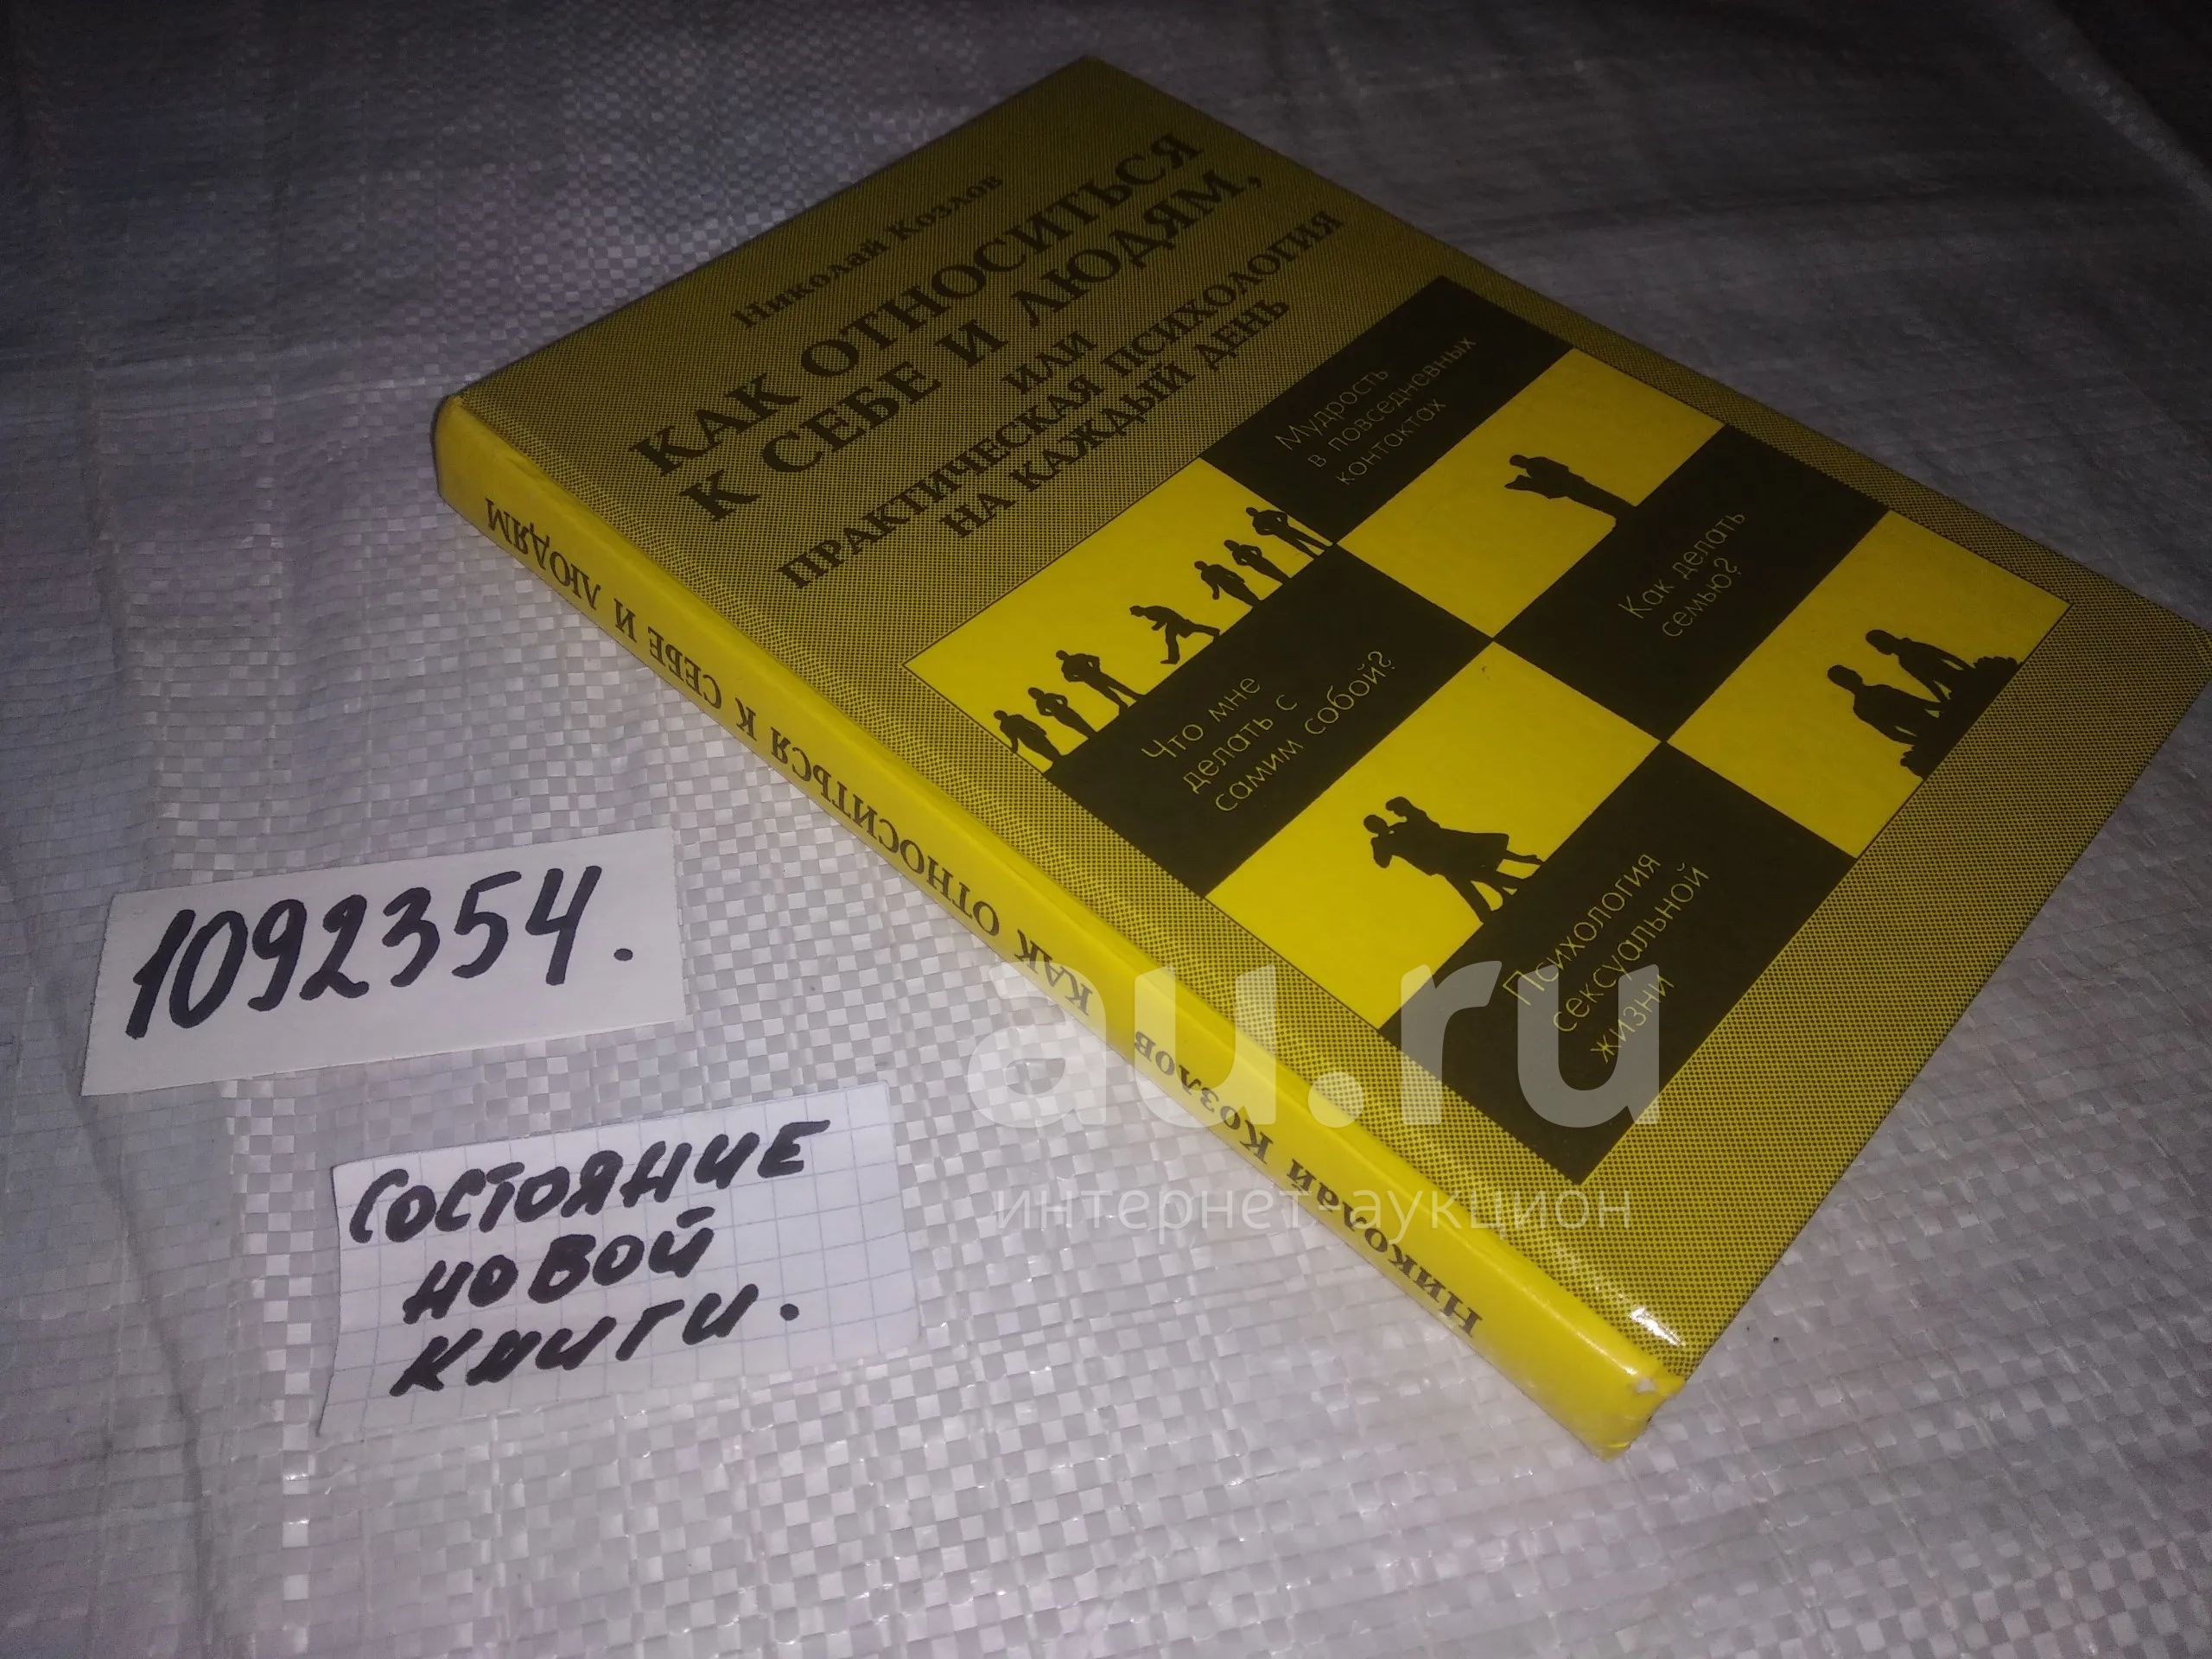 Николай Козлов
КАК ОТНОСИТЬСЯ
К СЕБЕ И ЛЮДЯМ,
ИЛИ
ПРАКТИЧЕСКАЯ ПСИХОЛОГИЯ
НА КАЖДЫЙ ДЕНЬ
Мудрость
в повседневных
контактах
Что мне
делать с
самим собой?
Как делать
семью?
Психология
сексуальной
жизни
Николай Козлов КАК ОТНОСИТЬСЯ К СЕБЕ И ЛЮДЯМ
1092354.
СОСТОЯНИЕ
НОВОЙ
КНИГИ.
au.ru
интернет-аукцион